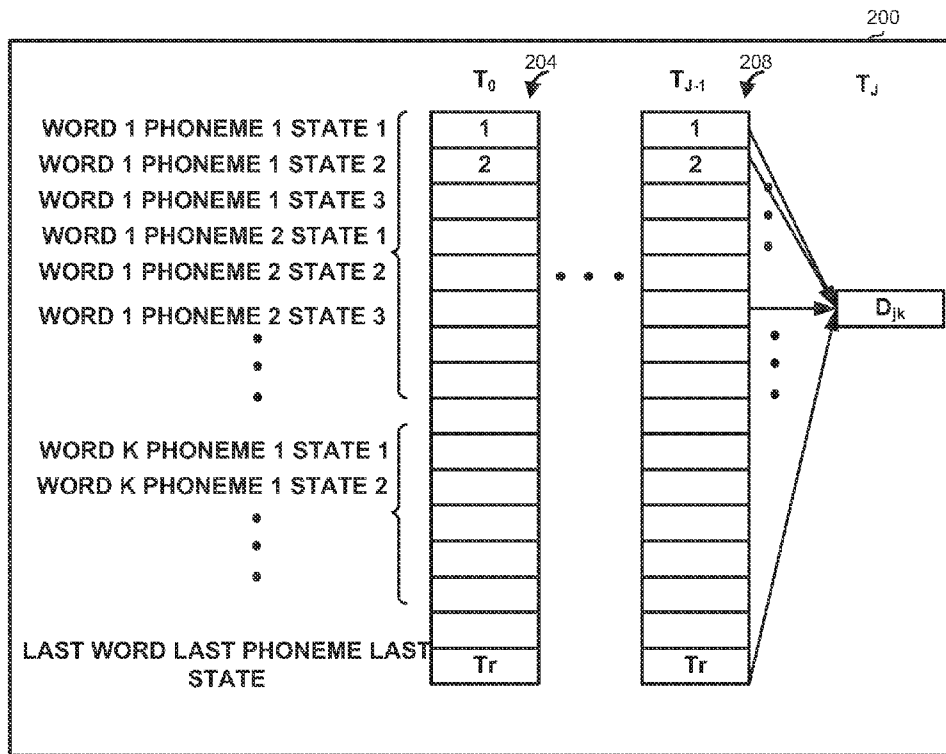 200
T0 204 TJ-1 208 TJ
WORD 1 PHONEME 1 STATE 1 1 1
WORD 1 PHONEME 1 STATE 2 2 2
WORD 1 PHONEME 1 STATE 3
WORD 1 PHONEME 2 STATE 1
WORD 1 PHONEME 2 STATE 2
WORD 1 PHONEME 2 STATE 3
Djk
WORD K PHONEME 1 STATE 1
WORD K PHONEME 1 STATE 2
LAST WORD LAST PHONEME LAST
STATE Tr Tr